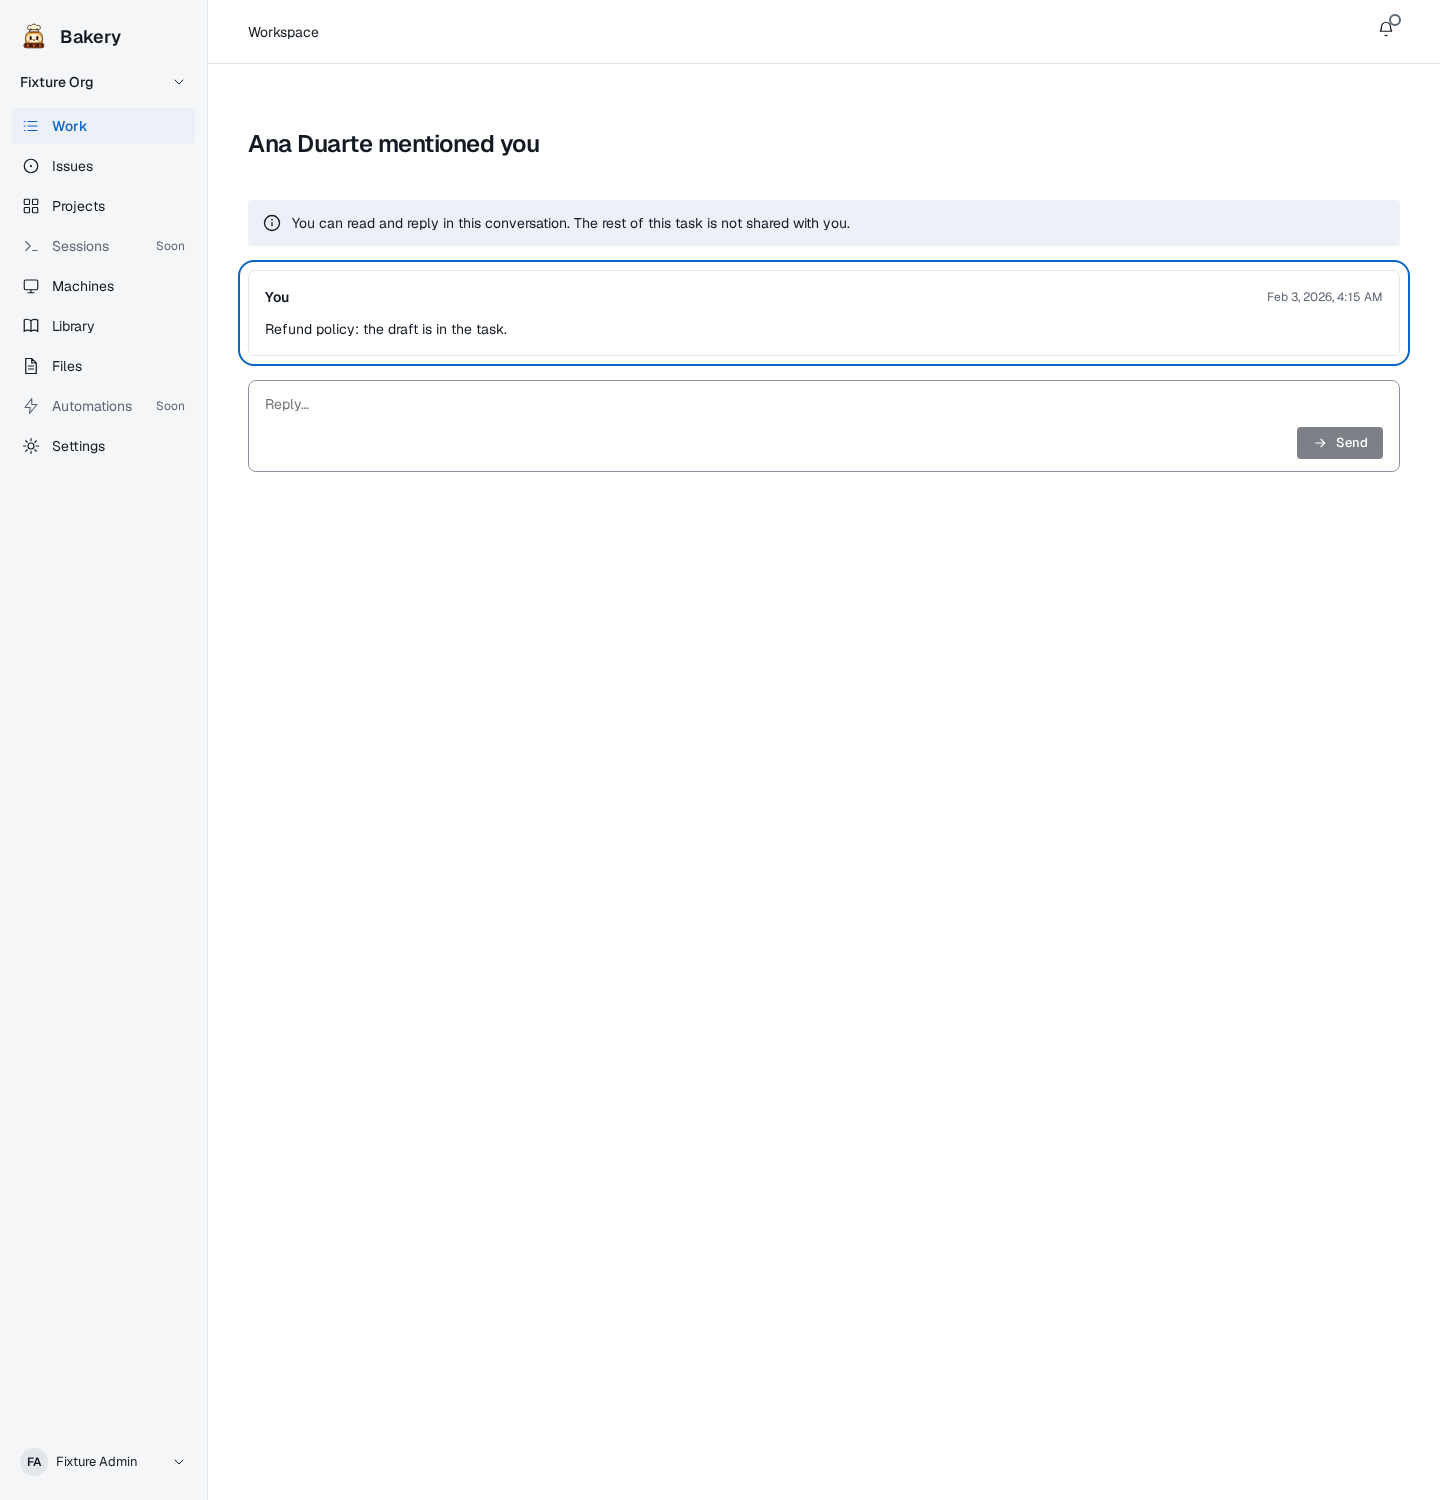 Bakery
Fixture Org
Work
Issues
Projects
Sessions Soon
Machines
Library
Files
Automations Soon
Settings
FA Fixture Admin
Workspace
Ana Duarte mentioned you
You can read and reply in this conversation. The rest of this task is not shared with you.
You Feb 3, 2026, 4:15 AM
Refund policy: the draft is in the task.
Reply...
Send